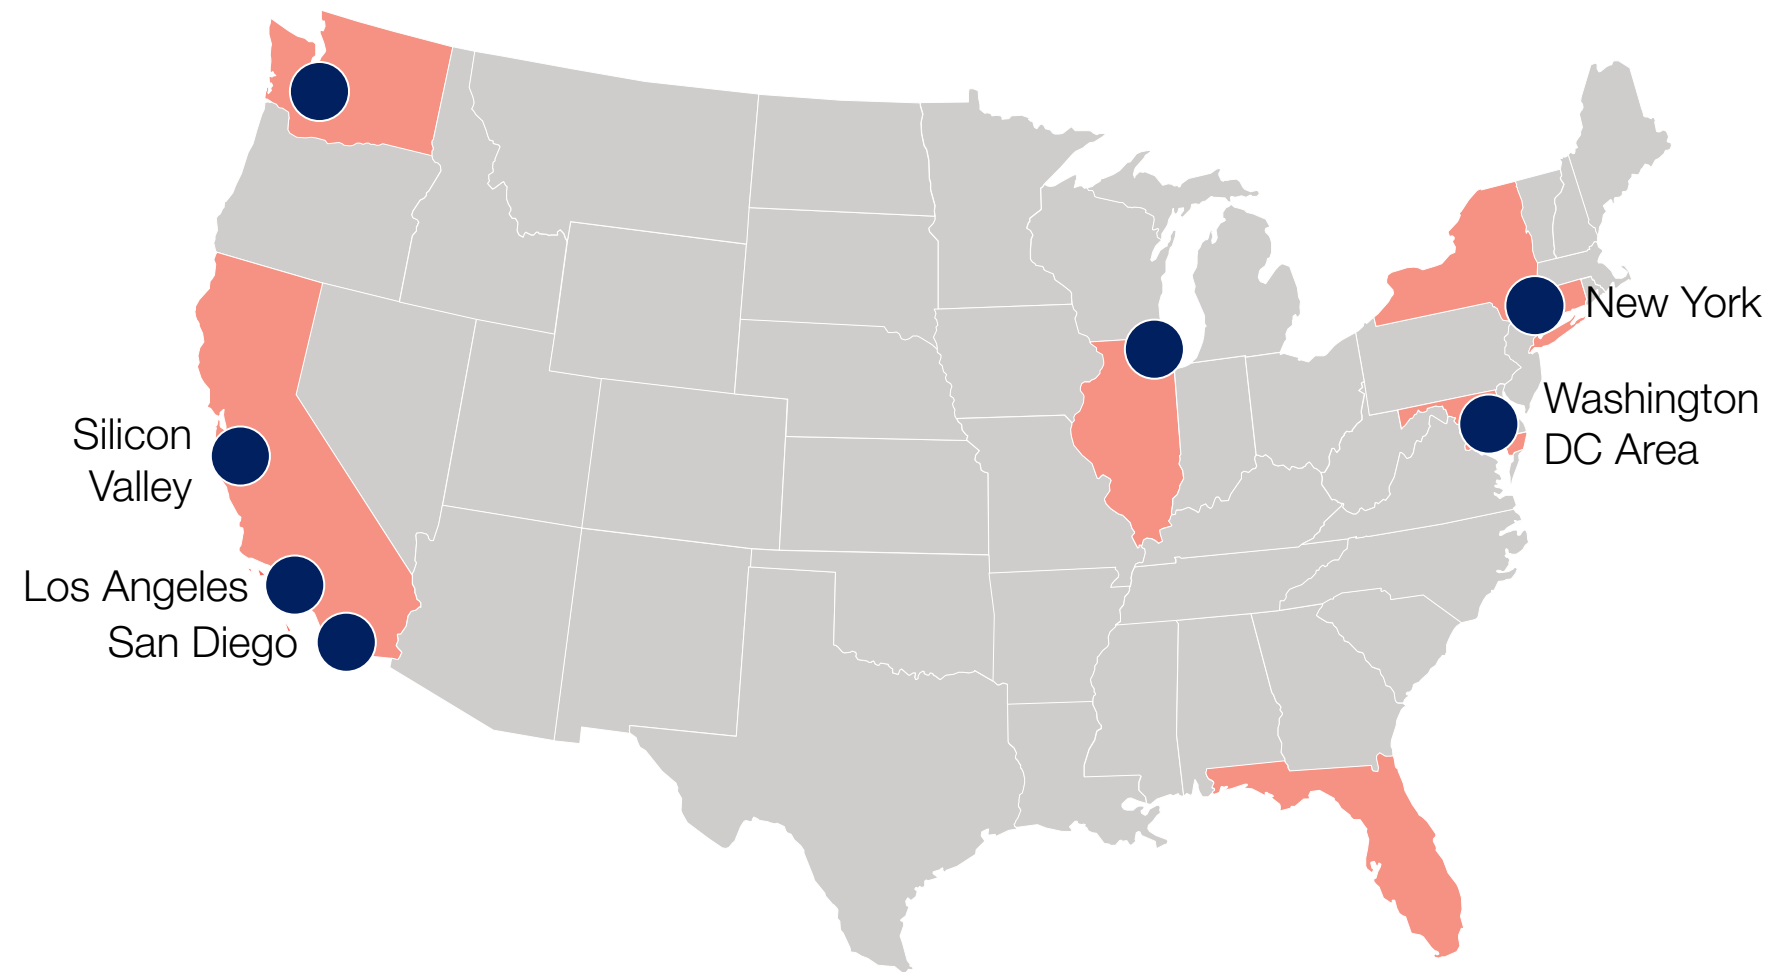 New York
Washington
DC Area
Silicon
Valley
Los Angeles
San Diego